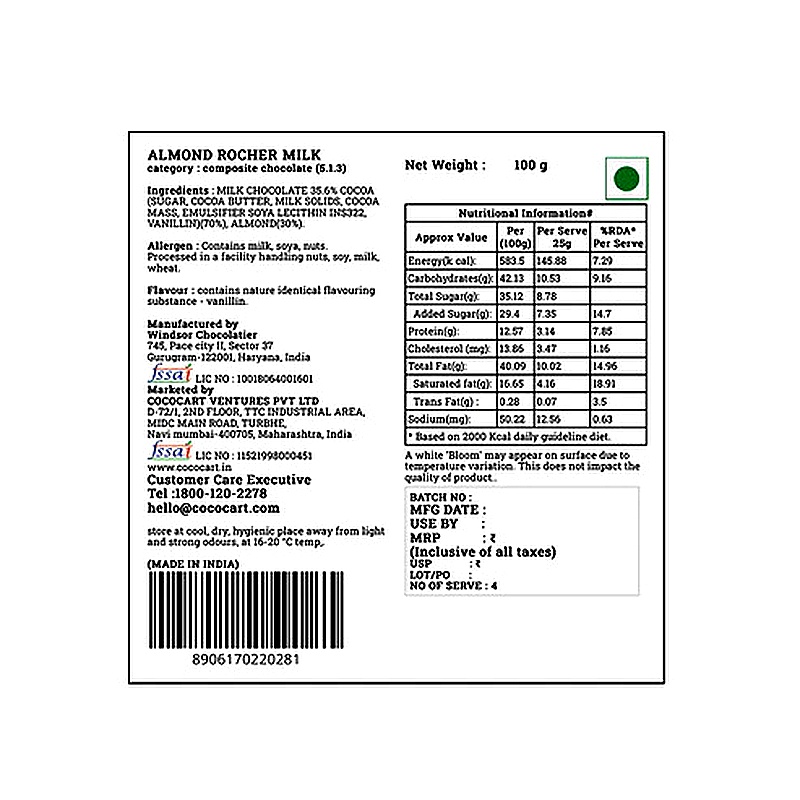 ALMOND ROCHER MILK
category : composite chocolate (5.1.3)
Ingredients : MILK CHOCOLATE 35.6% COCOA
(SUGAR, COCOA BUTTER, MILK SOLIDS, COCOA
MASS, EMULSIFIER SOYA LECITHIN INS322,
VANILLIN)(70%), ALMOND(30%).
Allergen : Contains milk, soya, nuts.
Processed in a facility handling nuts, soy, milk,
wheat.
Flavour : contains nature identical flavouring
substance - vanillin.
Manufactured by
Windsor Chocolatier
745, Pace city II, Sector 37
Gurugram-122001, Haryana, India
fssai LIC NO : 10018064001601
Marketed by
COCOCART VENTURES PVT LTD
D-72/1, 2ND FLOOR, TTC INDUSTRIAL AREA,
MIDC MAIN ROAD, TURBHE,
Navi mumbai-400705, Maharashtra, India
fssai LIC NO : 11521998000451
www.cococart.in
Customer Care Executive
Tel :1800-120-2278
hello@cococart.com
store at cool, dry, hygienic place away from light
and strong odours, at 16-20 °C temp,.
(MADE IN INDIA)
8906170220281
Net Weight : 100 g
Nutritional Information#
Approx Value Per (100g) Per Serve 25g %RDA* Per Serve
Energy(k cal): 583.5 145.88 7.29
Carbohydrates(g): 42.13 10.53 9.16
Total Sugar(g): 35.12 8.78
Added Sugar(g): 29.4 7.35 14.7
Protein(g): 12.57 3.14 7.85
Cholesterol (mg): 13.86 3.47 1.16
Total Fat(g): 40.09 10.02 14.96
Saturated fat(g): 16.65 4.16 18.91
Trans Fat(g) : 0.28 0.07 3.5
Sodium(mg): 50.22 12.56 0.63
* Based on 2000 Kcal daily guideline diet.
A white 'Bloom' may appear on surface due to
temperature variation. This does not impact the
quality of product..
BATCH NO :
MFG DATE :
USE BY :
MRP : ₹
(Inclusive of all taxes)
USP : ₹
LOT/PO :
NO OF SERVE : 4